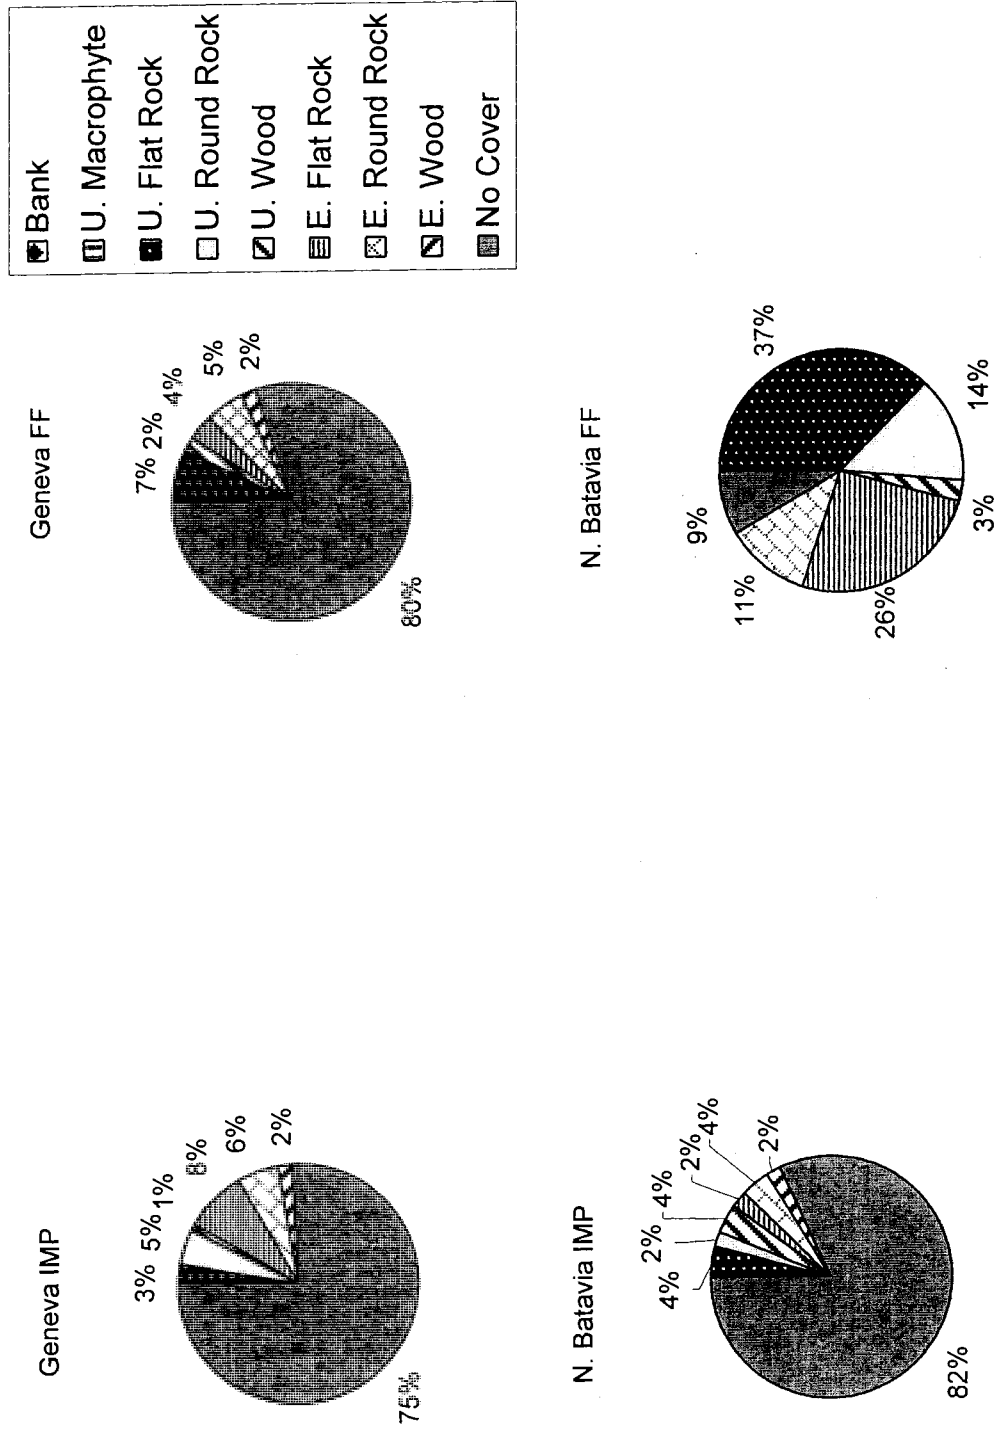 Geneva IMP
3%
5%
1%
8%
6%
2%
75%
Geneva FF
7%
2%
4%
5%
2%
80%
Bank
U. Macrophyte
U. Flat Rock
U. Round Rock
U. Wood
E. Flat Rock
E. Round Rock
E. Wood
No Cover
N. Batavia IMP
4%
2%
4%
2%
4%
2%
82%
N. Batavia FF
37%
14%
3%
26%
11%
9%